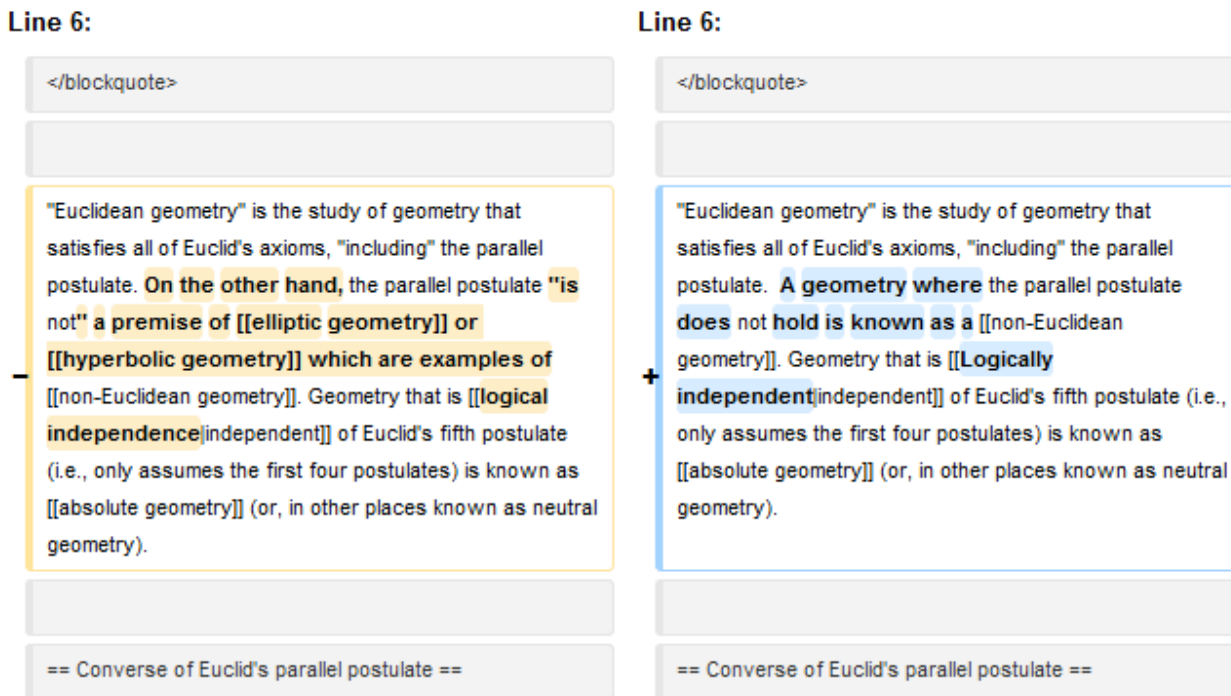 Line 6:
</blockquote>
"Euclidean geometry" is the study of geometry that
satisfies all of Euclid's axioms, "including" the parallel
postulate. On the other hand, the parallel postulate "is
not" a premise of [[elliptic geometry]] or
[[hyperbolic geometry]] which are examples of
[[non-Euclidean geometry]]. Geometry that is [[logical
independence|independent]] of Euclid's fifth postulate
(i.e., only assumes the first four postulates) is known as
[[absolute geometry]] (or, in other places known as neutral
geometry).
−
== Converse of Euclid's parallel postulate ==
Line 6:
</blockquote>
"Euclidean geometry" is the study of geometry that
satisfies all of Euclid's axioms, "including" the parallel
postulate.  A geometry where the parallel postulate
does not hold is known as a [[non-Euclidean
geometry]]. Geometry that is [[Logically
+
independent|independent]] of Euclid's fifth postulate (i.e.,
only assumes the first four postulates) is known as
[[absolute geometry]] (or, in other places known as neutral
geometry).
== Converse of Euclid's parallel postulate ==